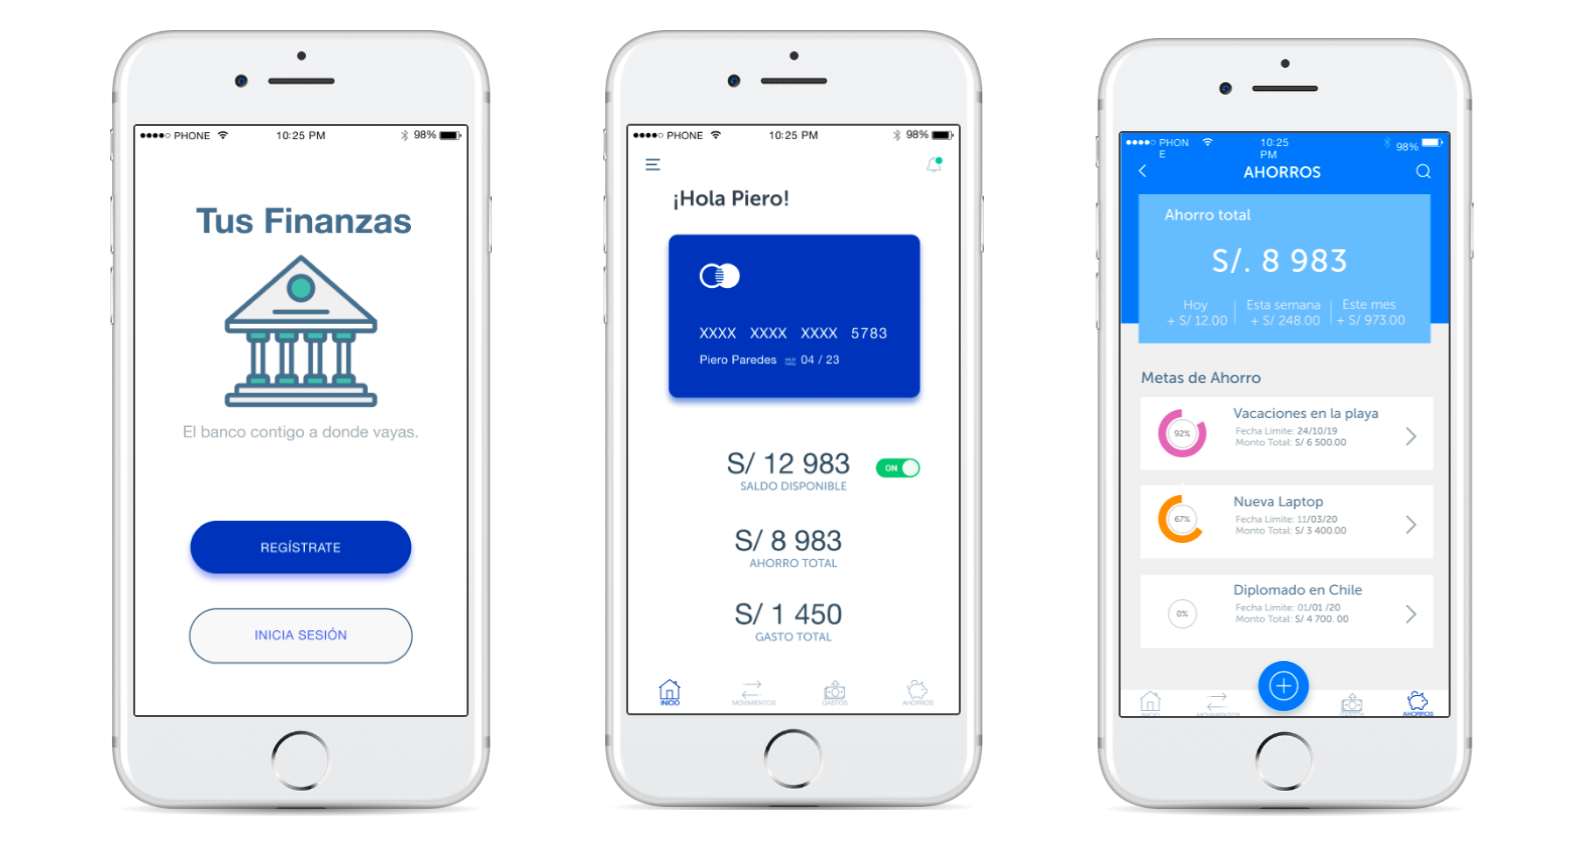 PHONE 10:25 PM 98%
Tus Finanzas
El banco contigo a donde vayas.
REGÍSTRATE
INICIA SESIÓN
PHONE 10:25 PM 98%
¡Hola Piero!
XXXX XXXX XXXX 5783
Piero Paredes 04 / 23
S/ 12 983 ON
SALDO DISPONIBLE
S/ 8 983
AHORRO TOTAL
S/ 1 450
GASTO TOTAL
INICIO MOVIMIENTOS GASTOS AHORROS
PHON 10:25 98%
E PM
AHORROS
Ahorro total
S/. 8 983
Hoy Esta semana Este mes
+ S/ 12.00 + S/ 248.00 + S/ 973.00
Metas de Ahorro
Vacaciones en la playa
92% Fecha Limite: 24/10/19
Monto Total: S/ 6 500.00
Nueva Laptop
67% Fecha Limite: 11/03/20
Monto Total: S/ 3 400.00
Diplomado en Chile
0% Fecha Limite: 01/01 /20
Monto Total: S/ 4 700. 00
INICIO MOVIMIENTOS GASTOS AHORROS